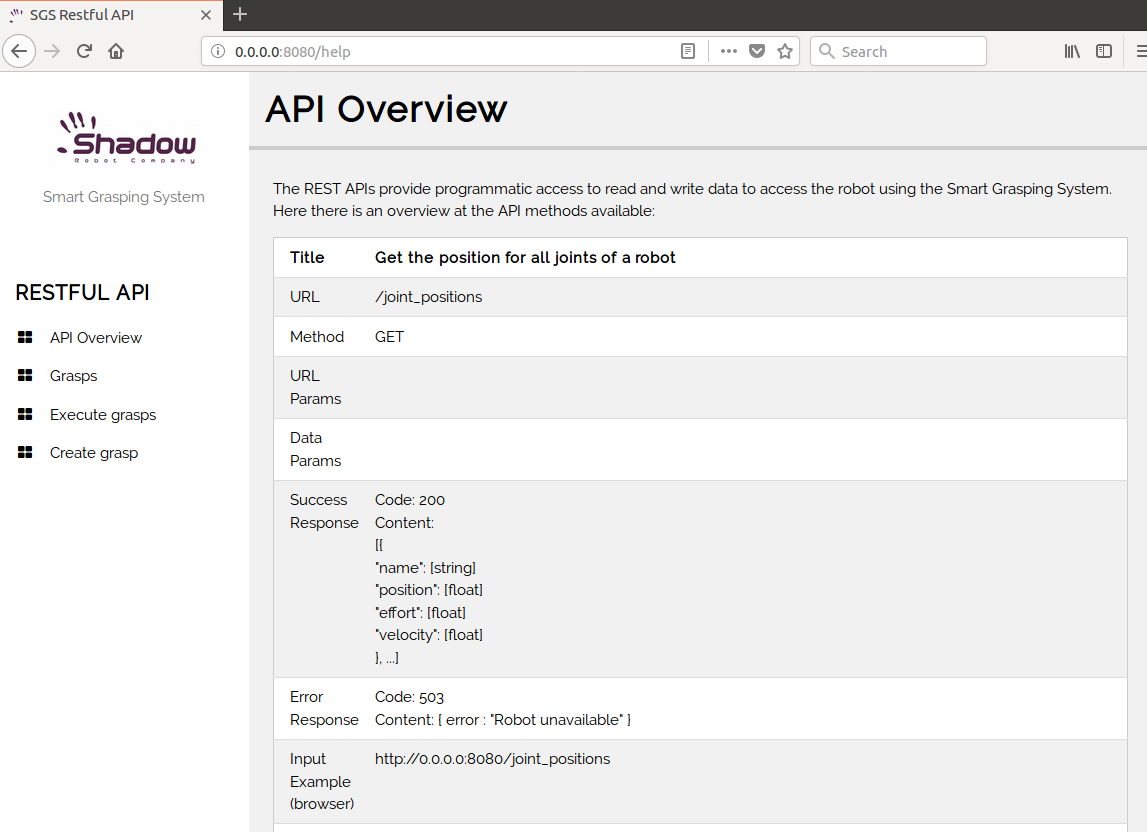 SGS Restful API
0.0.0.0:8080/help
Search
Shadow
Robot Company
Smart Grasping System
RESTFUL API
API Overview
Grasps
Execute grasps
Create grasp
API Overview
The REST APIs provide programmatic access to read and write data to access the robot using the Smart Grasping System.
Here there is an overview at the API methods available:
Title Get the position for all joints of a robot
URL /joint_positions
Method GET
URL
Params
Data
Params
Success Code: 200
Response Content:
[{
"name": [string]
"position": [float]
"effort": [float]
"velocity": [float]
}, ...]
Error Code: 503
Response Content: { error : "Robot unavailable" }
Input http://0.0.0.0:8080/joint_positions
Example
(browser)